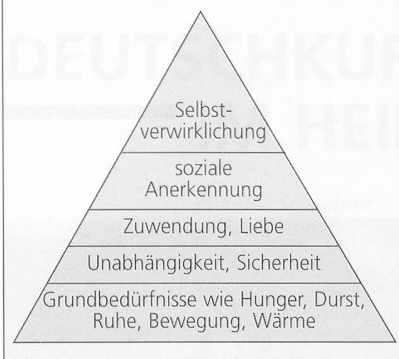 Selbst-
verwirklichung
soziale
Anerkennung
Zuwendung, Liebe
Unabhängigkeit, Sicherheit
Grundbedürfnisse wie Hunger, Durst,
Ruhe, Bewegung, Wärme